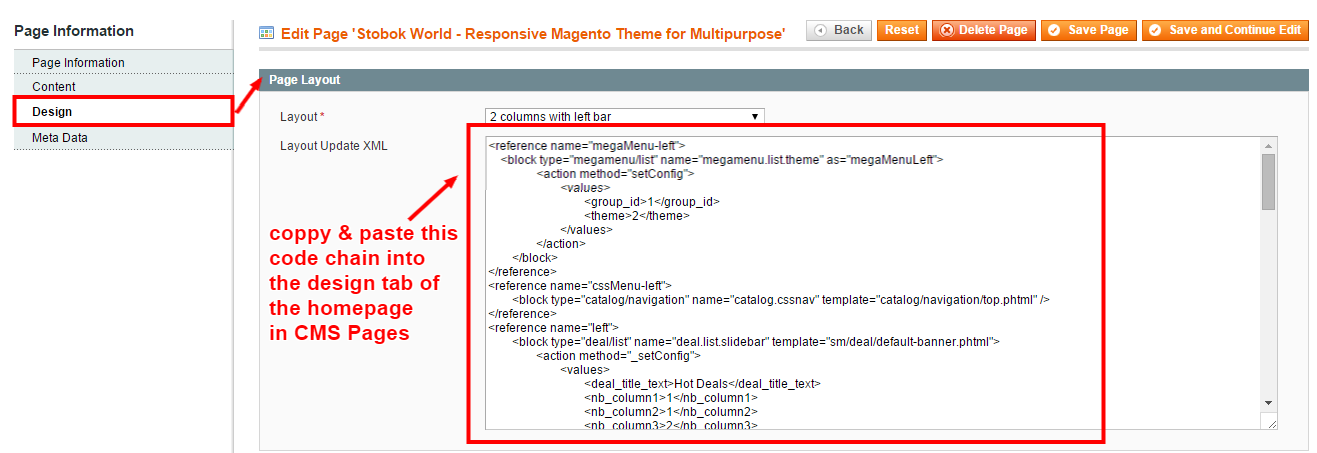 Page Information
Page Information
Content
Design
Meta Data
Edit Page 'Stobok World - Responsive Magento Theme for Multipurpose'
Back
Reset
Delete Page
Save Page
Save and Continue Edit
Page Layout
Layout *
2 columns with left bar
Layout Update XML
<reference name="megaMenu-left">
<block type="megamenu/list" name="megamenu.list.theme" as="megaMenuLeft">
<action method="setConfig">
<values>
<group_id>1</group_id>
<theme>2</theme>
</values>
</action>
</block>
</reference>
<reference name="cssMenu-left">
<block type="catalog/navigation" name="catalog.cssnav" template="catalog/navigation/top.phtml" />
</reference>
<reference name="left">
<block type="deal/list" name="deal.list.slidebar" template="sm/deal/default-banner.phtml">
<action method="_setConfig">
<values>
<deal_title_text>Hot Deals</deal_title_text>
<nb_column1>1</nb_column1>
<nb_column2>1</nb_column2>
<nb_column3>2</nb_column3>
coppy & paste this
code chain into
the design tab of
the homepage
in CMS Pages